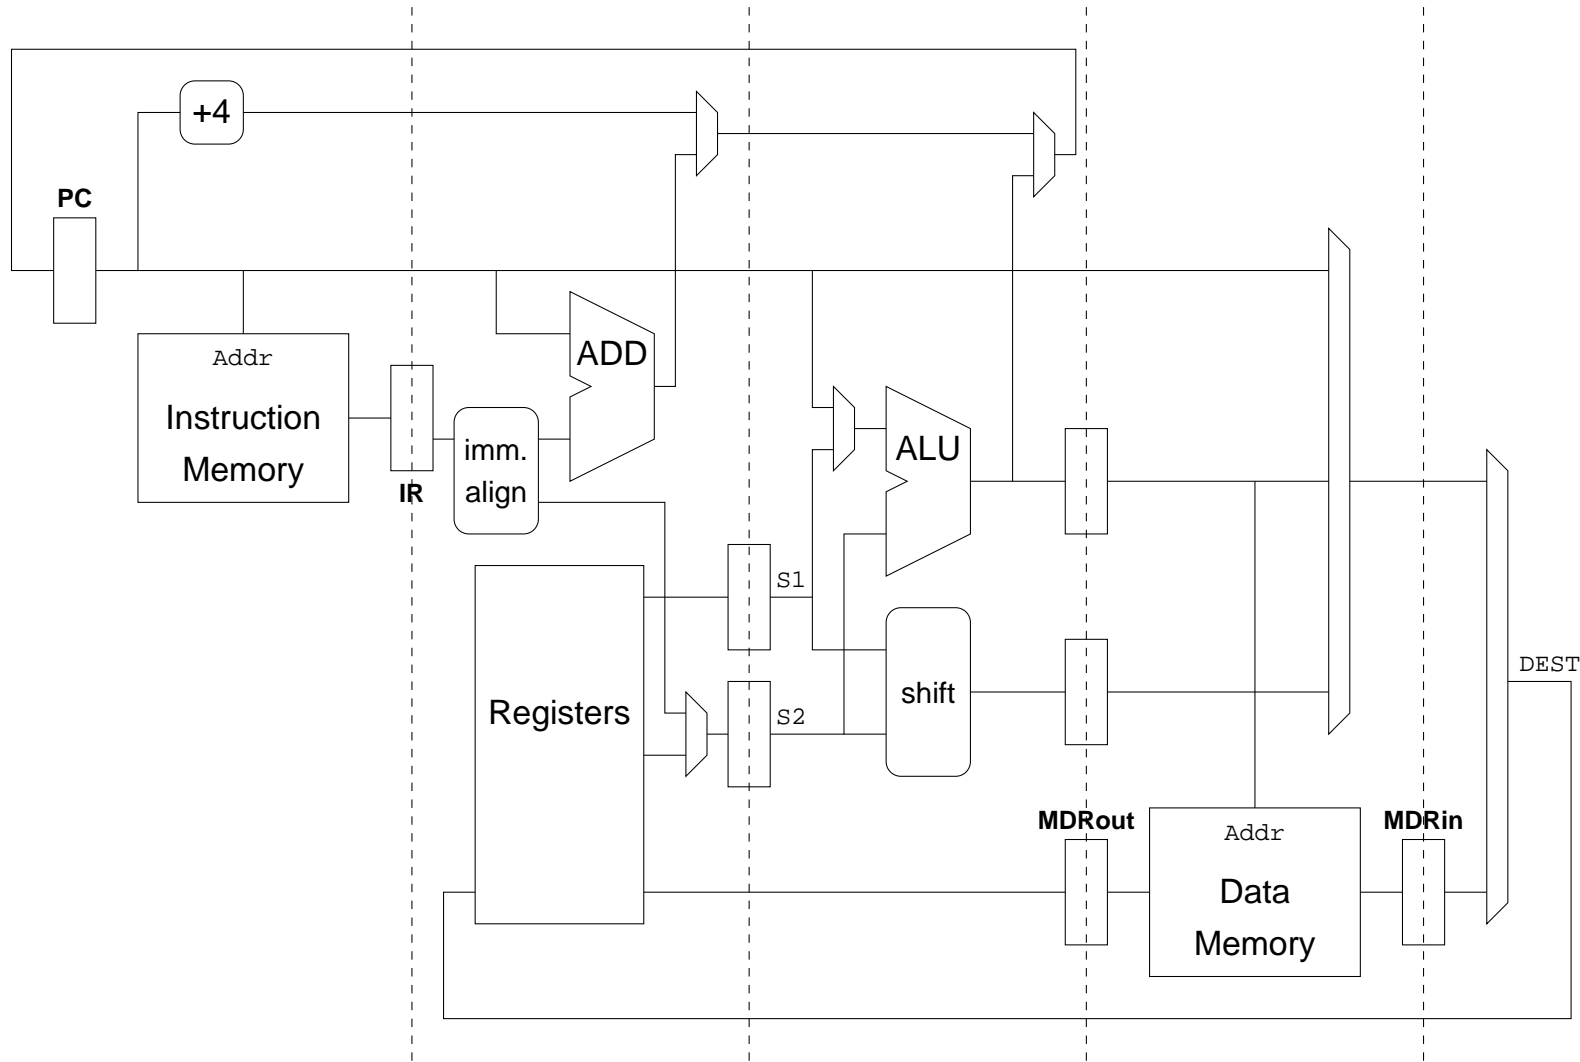 +4
PC
Addr
Instruction
Memory
IR
imm.
align
ADD
ALU
S1
S2
Registers
shift
DEST
MDRout
MDRin
Addr
Data
Memory